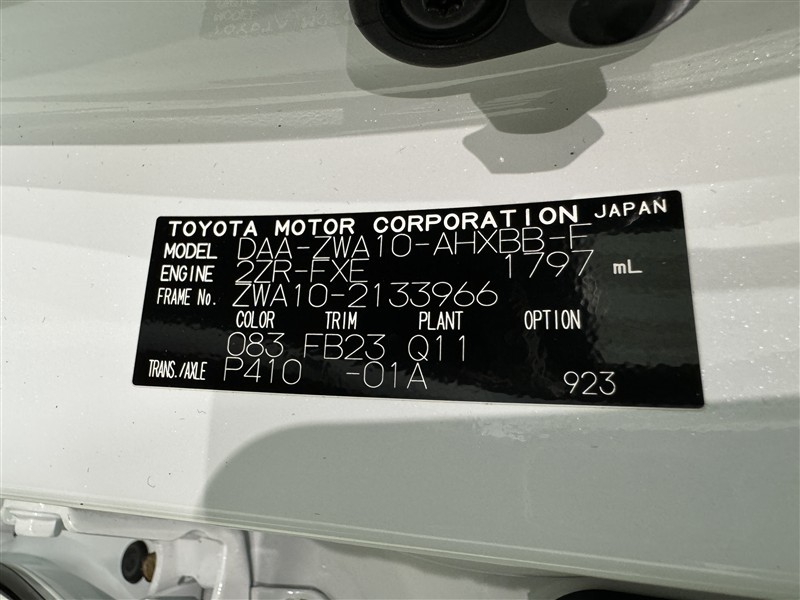 TOYOTA MOTOR CORPORATION JAPAN
MODEL DAA-ZWA10-AHXBB-F
ENGINE 2ZR-FXE 1797 mL
FRAME No. ZWA10-2133966
COLOR TRIM PLANT OPTION
083 FB23 Q11
TRANS./AXLE P410 -01A 923